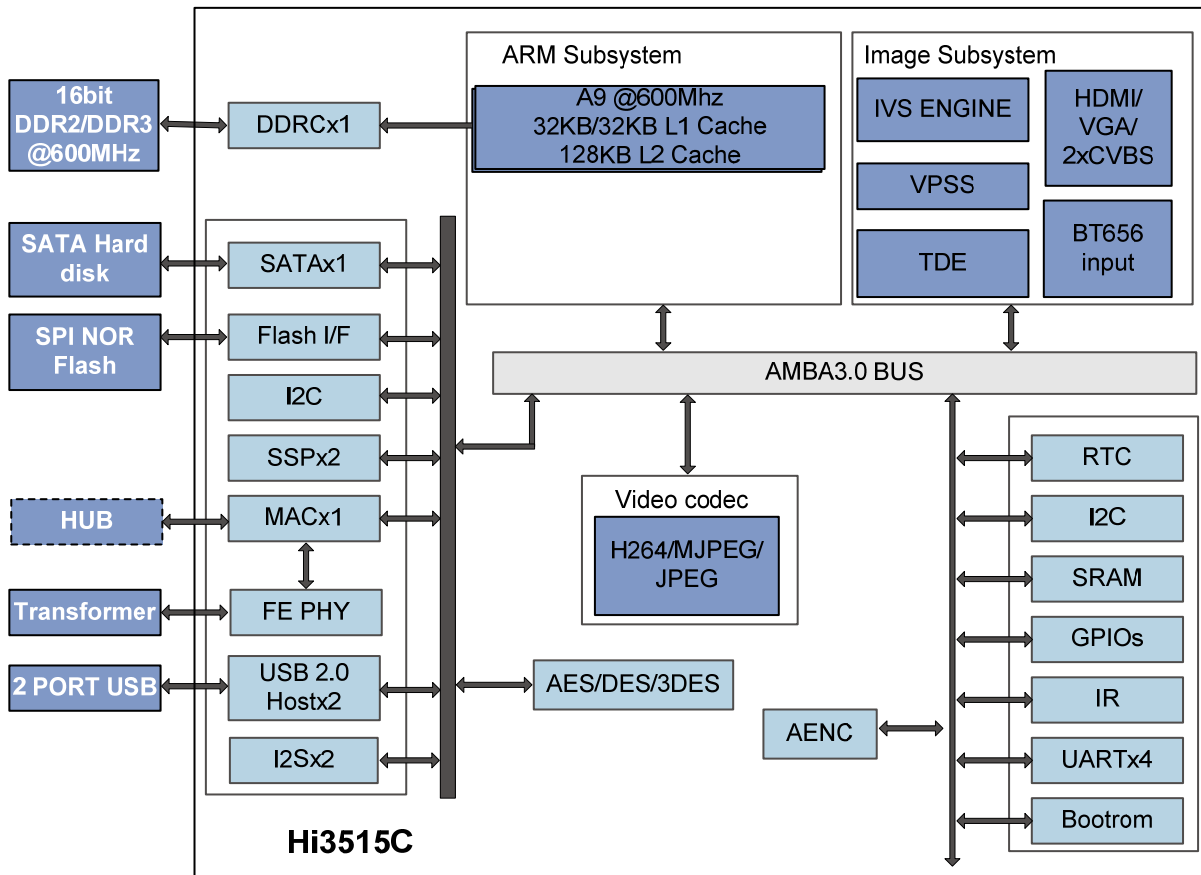 ARM Subsystem
A9 @600Mhz
32KB/32KB L1 Cache
128KB L2 Cache
Image Subsystem
IVS ENGINE
VPSS
TDE
HDMI/
VGA/
2xCVBS
BT656
input
16bit
DDR2/DDR3
@600MHz
DDRCx1
SATA Hard
disk
SATAx1
SPI NOR
Flash
Flash I/F
I2C
SSPx2
HUB
MACx1
Transformer
FE PHY
2 PORT USB
USB 2.0
Hostx2
I2Sx2
AMBA3.0 BUS
Video codec
H264/MJPEG/
JPEG
AES/DES/3DES
AENC
RTC
I2C
SRAM
GPIOs
IR
UARTx4
Bootrom
Hi3515C